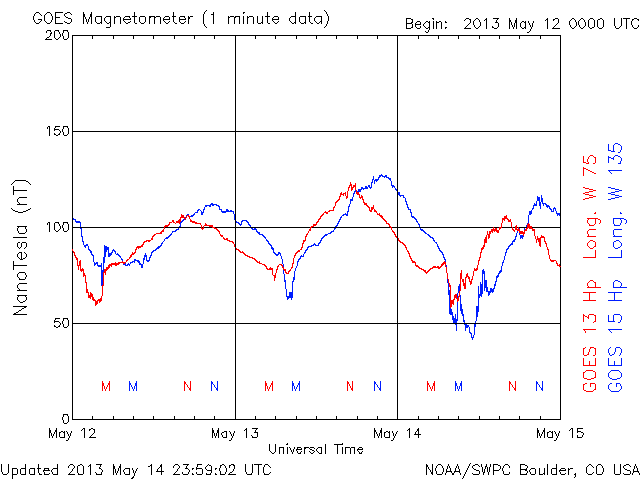 GOES Magnetometer (1 minute data)
Begin: 2013 May 12 0000 UTC
200
150
100
50
0
NanoTesla (nT)
M M N N M M N N M M N N
May 12 May 13 May 14 May 15
Universal Time
GOES 13 Hp Long. W 75
GOES 15 Hp Long. W 135
Updated 2013 May 14 23:59:02 UTC
NOAA/SWPC Boulder, CO USA